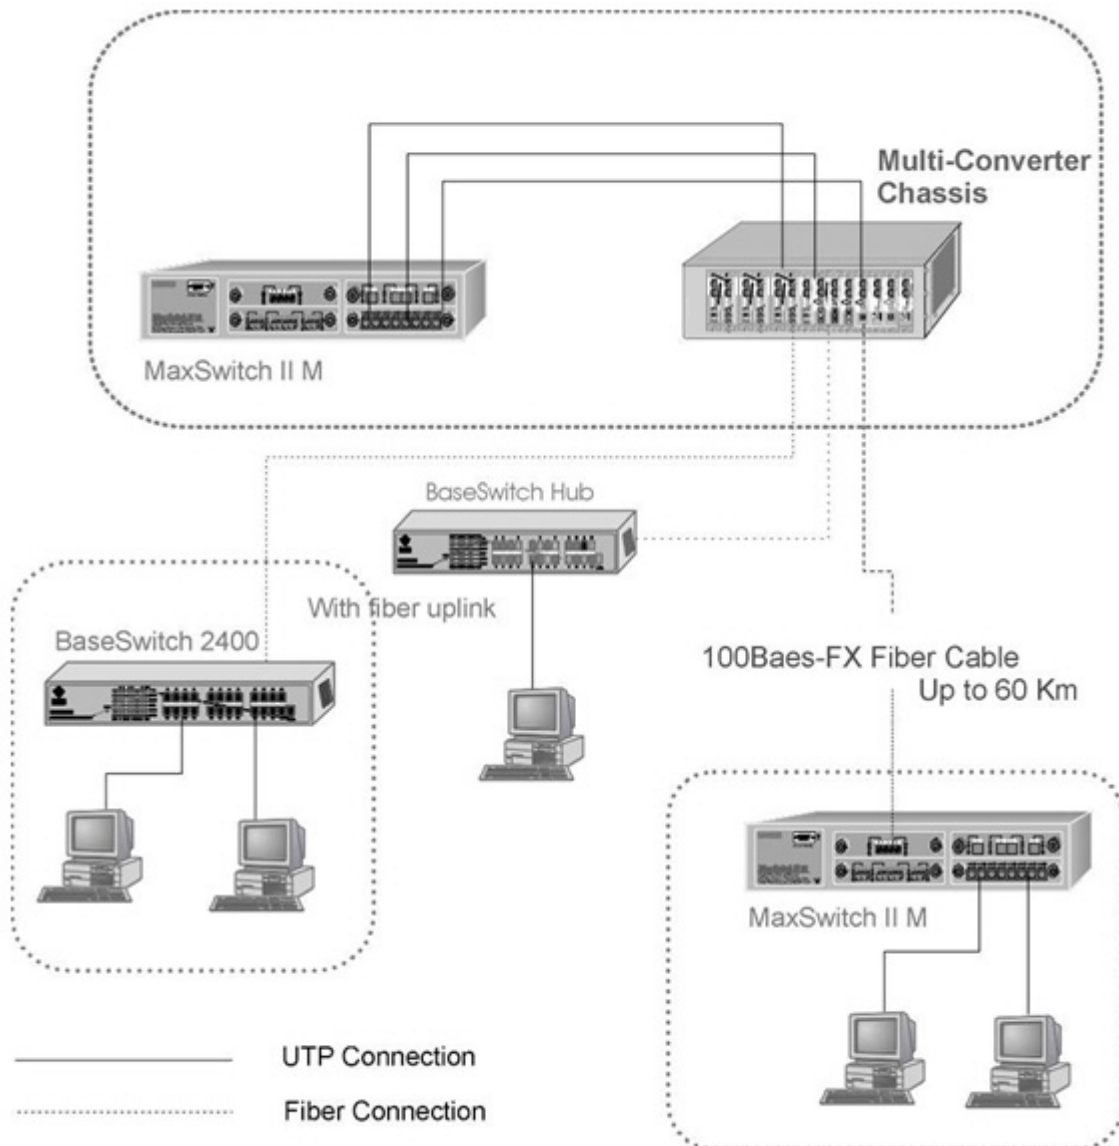 Multi-Converter
Chassis
MaxSwitch II M
BaseSwitch Hub
With fiber uplink
BaseSwitch 2400
100Baes-FX Fiber Cable
Up to 60 Km
MaxSwitch II M
UTP Connection
Fiber Connection